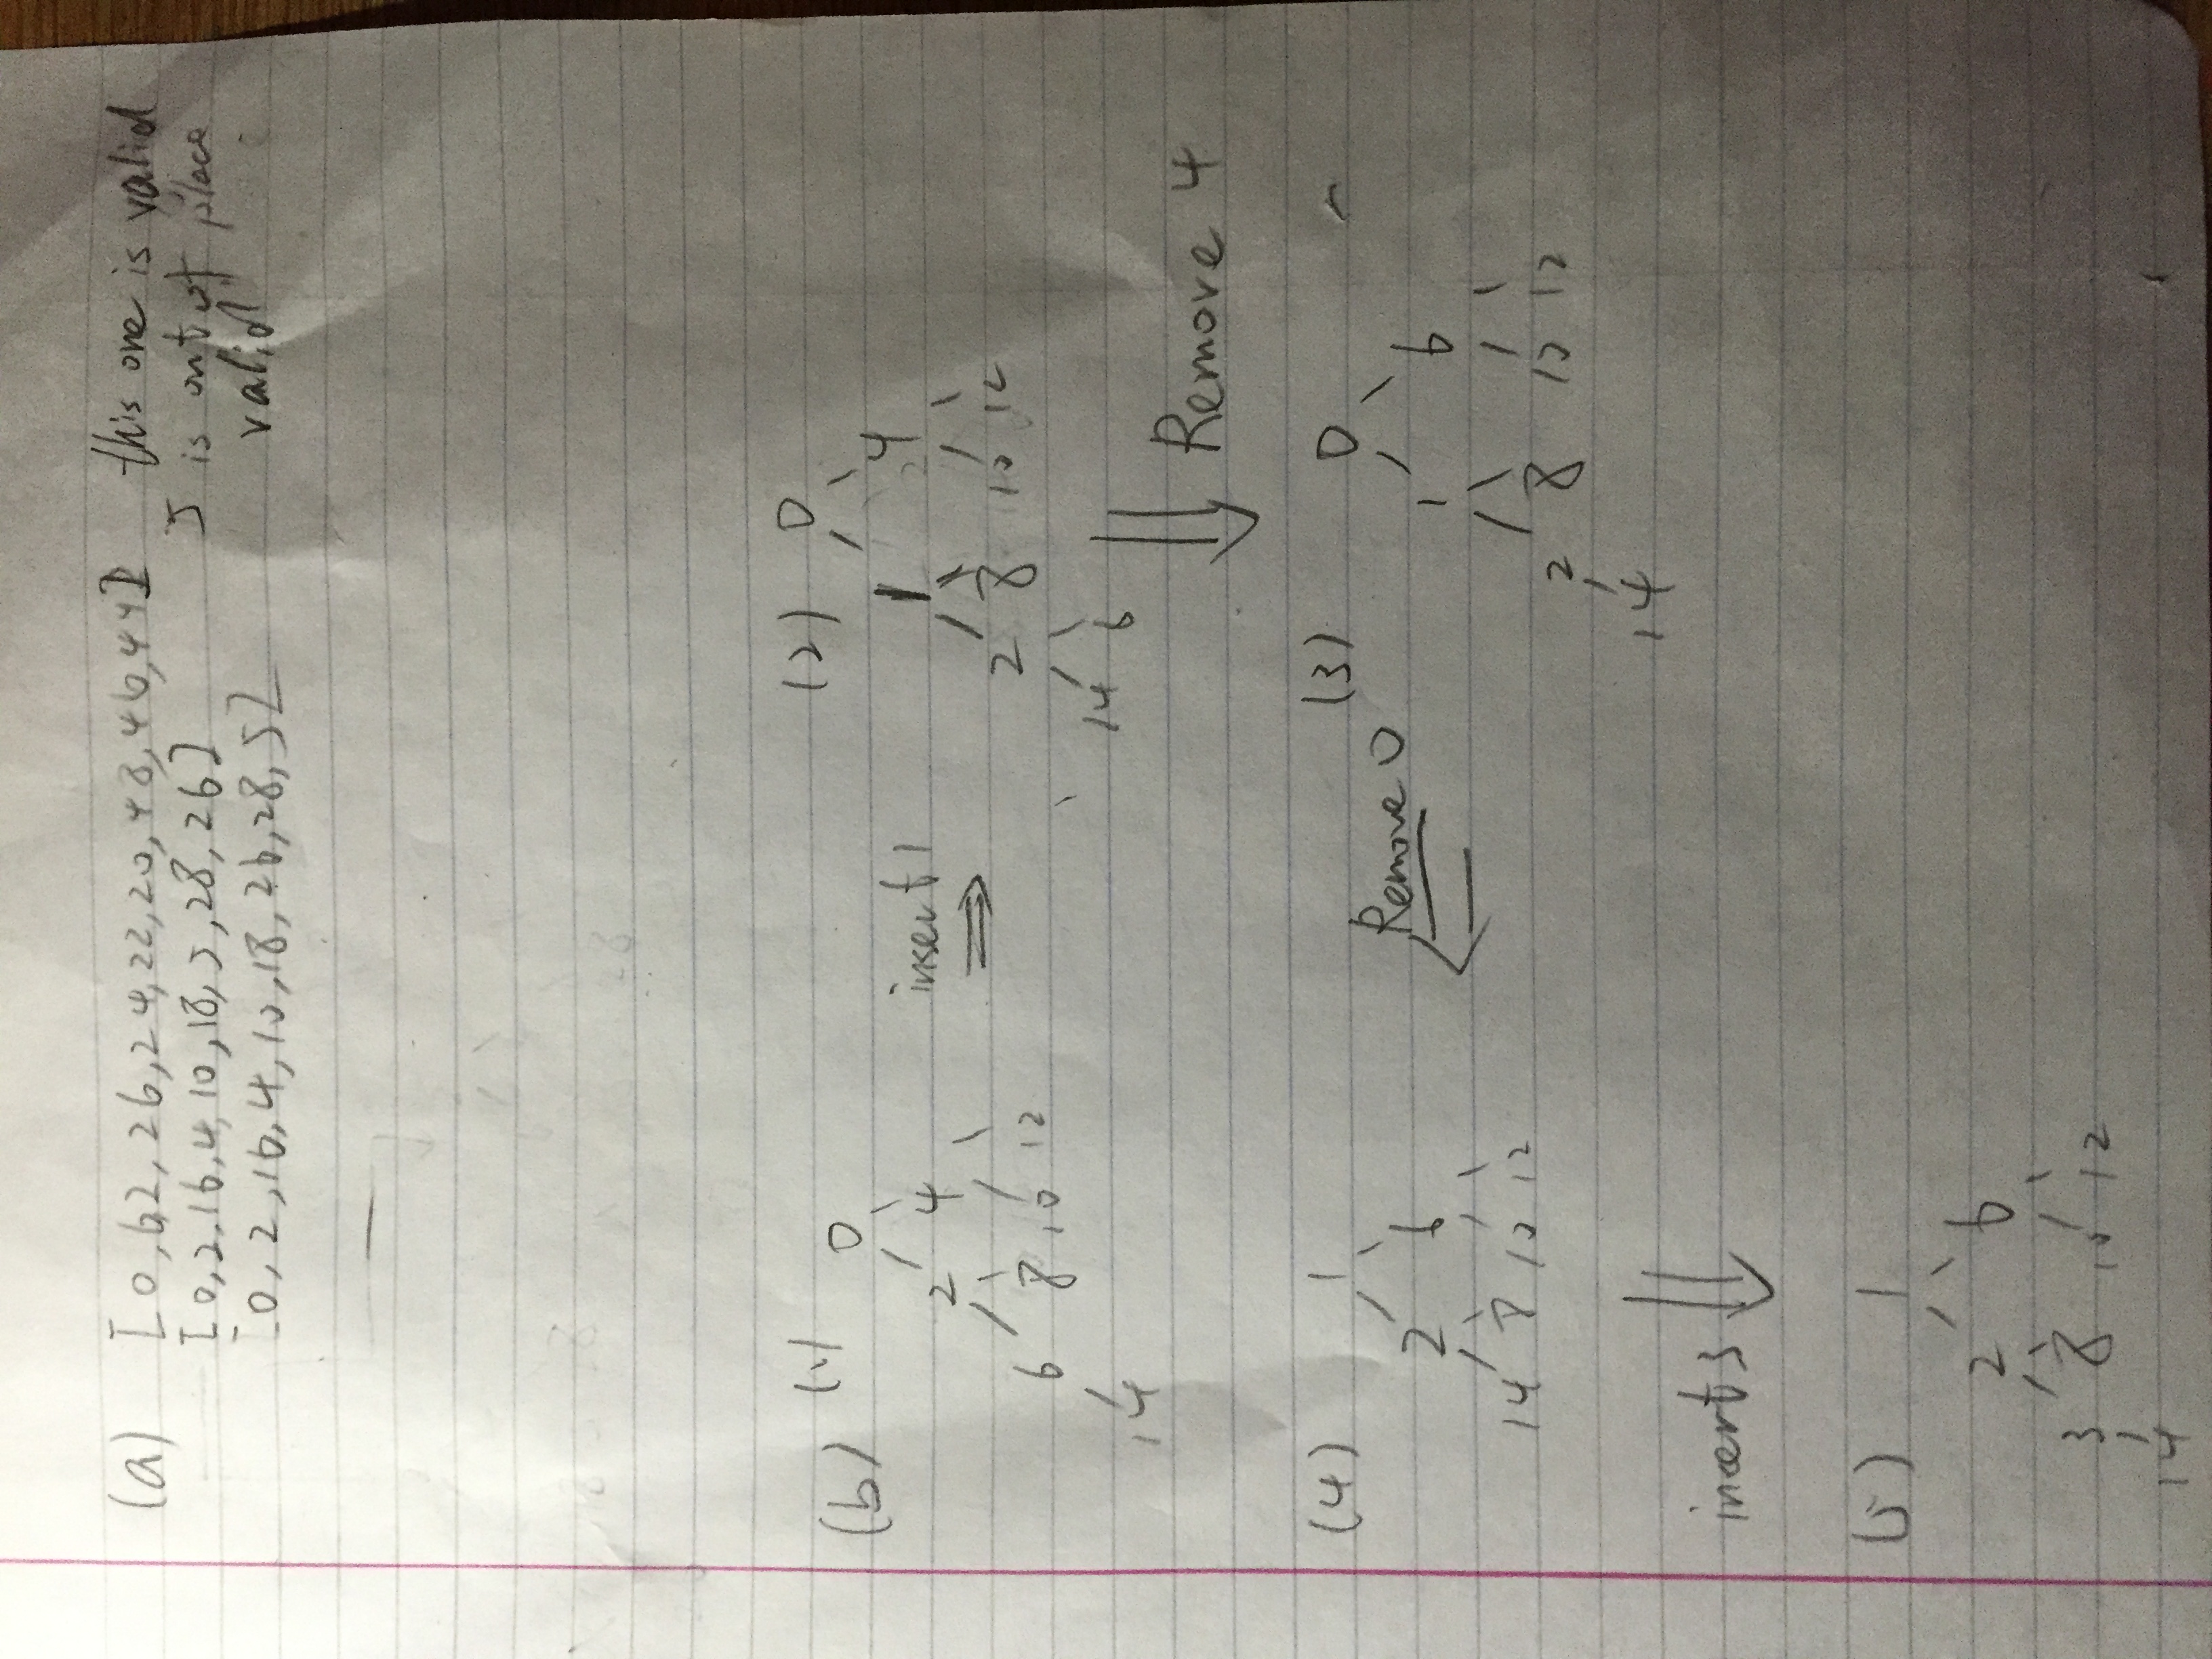 (a) [0,62,26,24,22,20,48,46,44] this one is valid
[0,2,16,4,10,18,5,28,26] 5 is out of place
[0,2,16,4,10,18,26,28,5] valid
(b) (1)
0
2 4
6 8 10 12
14
insert 1
(2) 0
1 4
2 8 10 12
14 6
Remove 4
(3) 0
1 6
2 8 10 12
14
Remove 0
(4) 1
2 6
14 8 10 12
insert 3
(5) 1
2 6
3 8 10 12
14